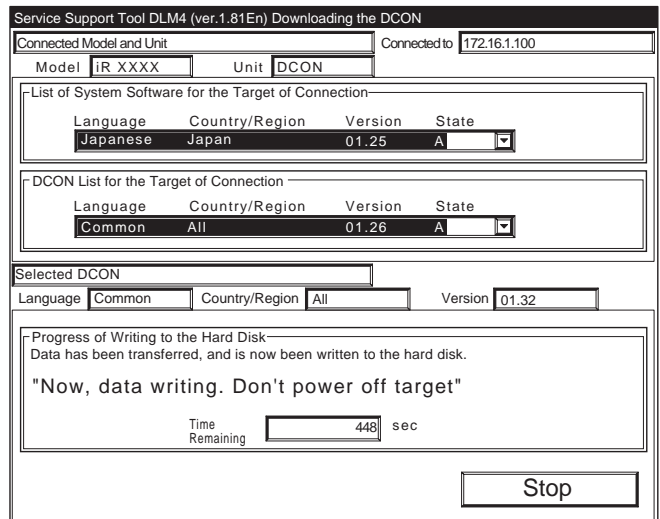 Service Support Tool DLM4 (ver.1.81En) Downloading the DCON
Connected Model and Unit Connected to 172.16.1.100
Model iR XXXX Unit DCON
List of System Software for the Target of Connection
Language Country/Region Version State
Japanese Japan 01.25 A
DCON List for the Target of Connection
Language Country/Region Version State
Common All 01.26 A
Selected DCON
Language Common Country/Region All Version 01.32
Progress of Writing to the Hard Disk
Data has been transferred, and is now been written to the hard disk.
"Now, data writing. Don't power off target"
Time Remaining 448 sec
Stop